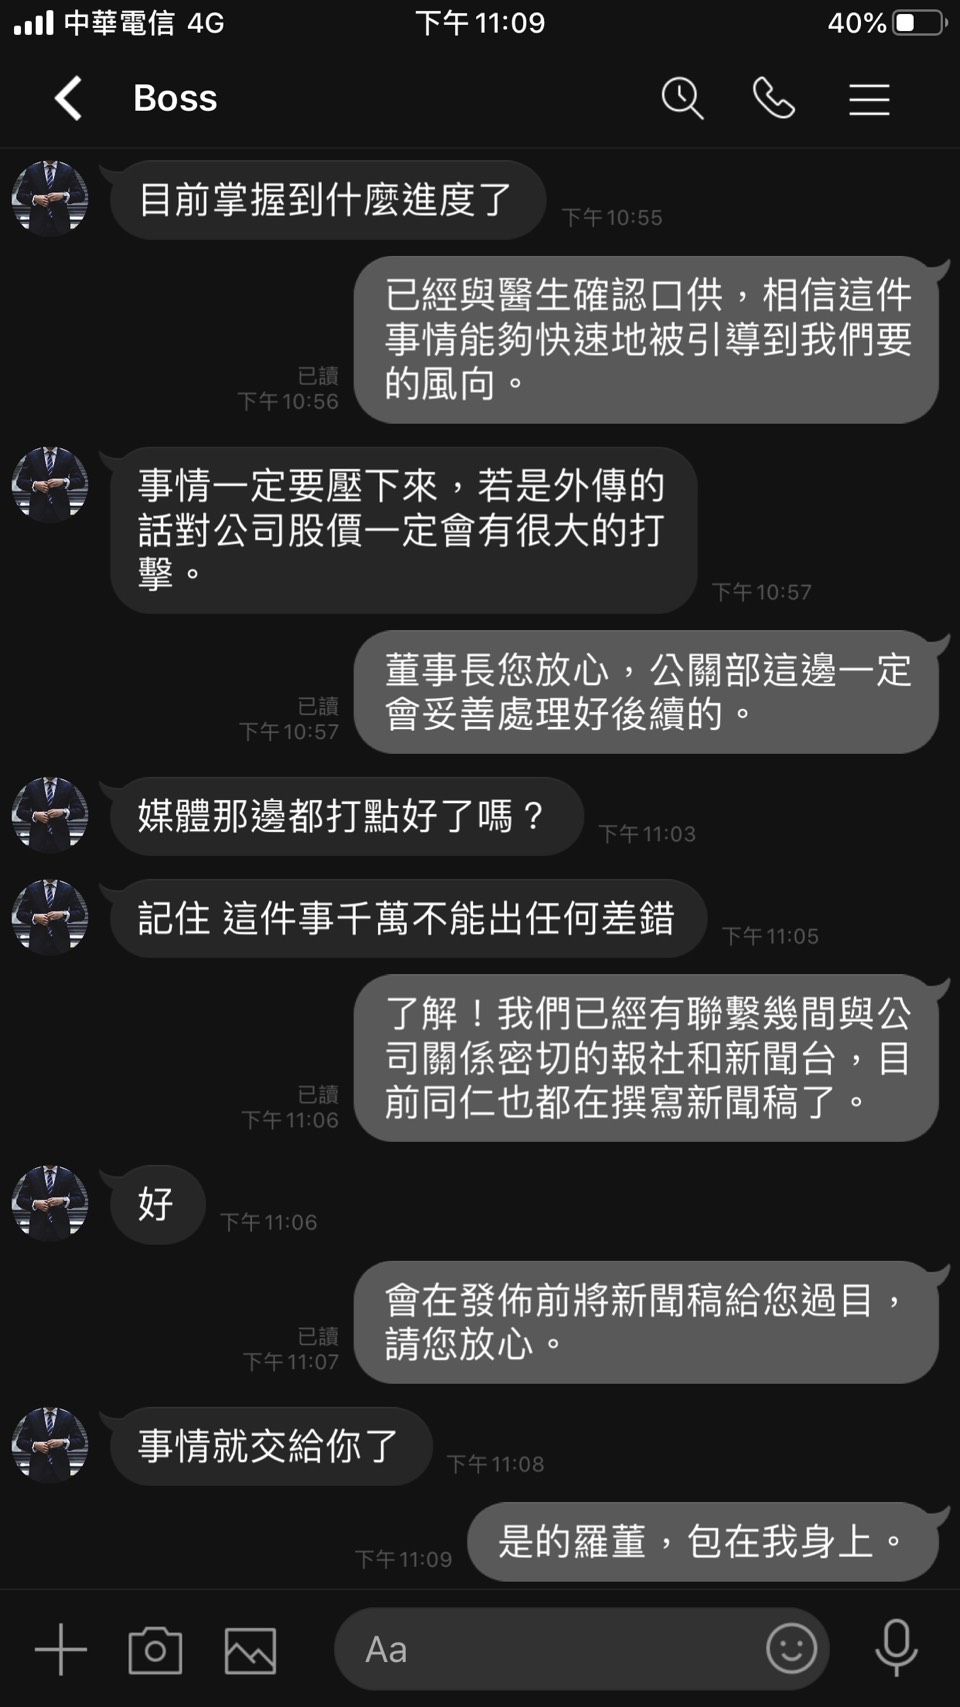 中華電信 4G 下午11:09 40%
Boss
目前掌握到什麼進度了
下午10:55
已經與醫生確認口供，相信這件
事情能夠快速地被引導到我們要
的風向。
已讀
下午10:56
事情一定要壓下來，若是外傳的
話對公司股價一定會有很大的打
擊。
下午10:57
董事長您放心，公關部這邊一定
會妥善處理好後續的。
已讀
下午10:57
媒體那邊都打點好了嗎？
下午11:03
記住 這件事千萬不能出任何差錯
下午11:05
了解！我們已經有聯繫幾間與公
司關係密切的報社和新聞台，目
前同仁也都在撰寫新聞稿了。
已讀
下午11:06
好
下午11:06
會在發佈前將新聞稿給您過目，
請您放心。
已讀
下午11:07
事情就交給你了
下午11:08
是的羅董，包在我身上。
下午11:09
Aa